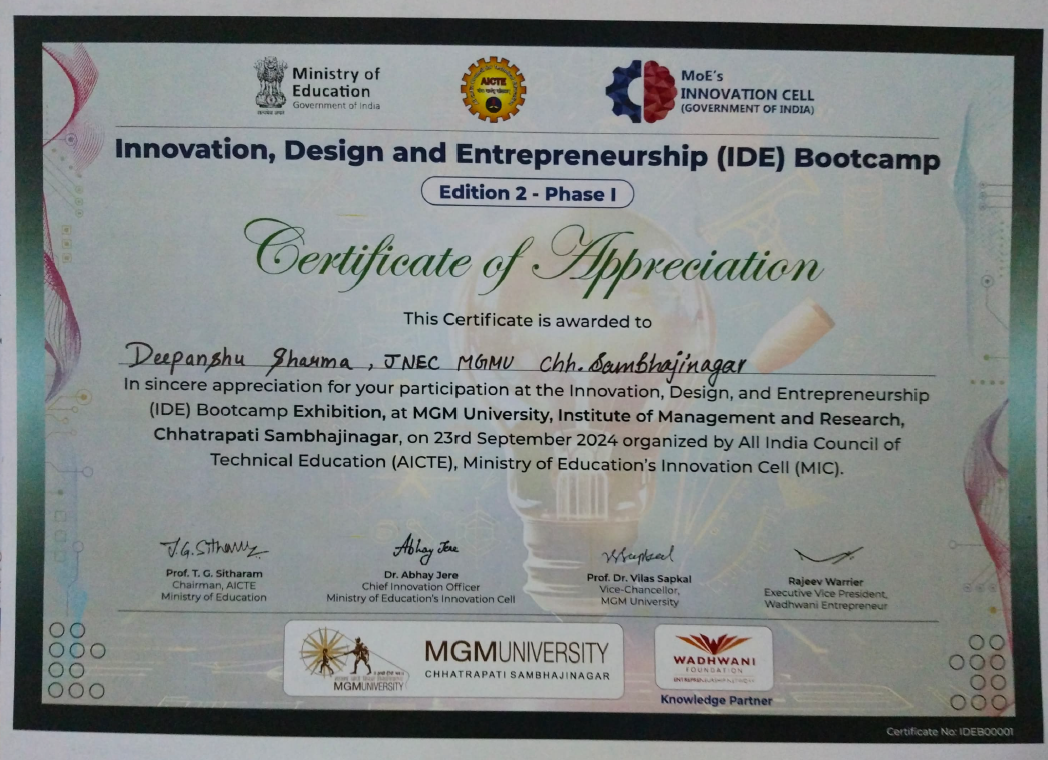 Ministry of
Education
Government of India
AICTE
MoE's
INNOVATION CELL
(GOVERNMENT OF INDIA)
Innovation, Design and Entrepreneurship (IDE) Bootcamp
Edition 2 - Phase I
Certificate of Appreciation
This Certificate is awarded to
Deepanshu Sharma, JNEC MGMU Chh. Sambhajinagar
In sincere appreciation for your participation at the Innovation, Design, and Entrepreneurship
(IDE) Bootcamp Exhibition, at MGM University, Institute of Management and Research,
Chhatrapati Sambhajinagar, on 23rd September 2024 organized by All India Council of
Technical Education (AICTE), Ministry of Education's Innovation Cell (MIC).
T.G. Sitharam
Abhay Jere
Prof. T. G. Sitharam
Chairman, AICTE
Ministry of Education
Dr. Abhay Jere
Chief Innovation Officer
Ministry of Education's Innovation Cell
Prof. Dr. Vilas Sapkal
Vice-Chancellor,
MGM University
Rajeev Warrier
Executive Vice President,
Wadhwani Entrepreneur
MGMUNIVERSITY
MGMUNIVERSITY
CHHATRAPATI SAMBHAJINAGAR
WADHWANI
FOUNDATION
Knowledge Partner
Certificate No: IDEB00001